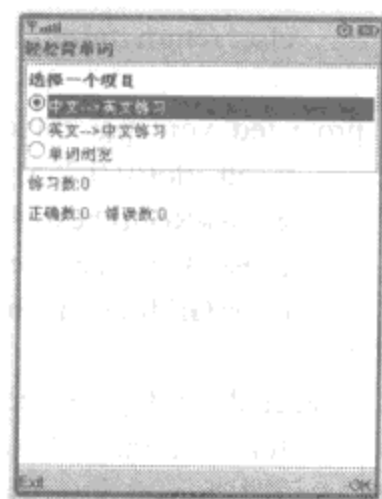 轻松背单词
选择一个项目
中文-->英文练习
英文-->中文练习
单词浏览
练习数:0
正确数:0 错误数:0
Exit OK